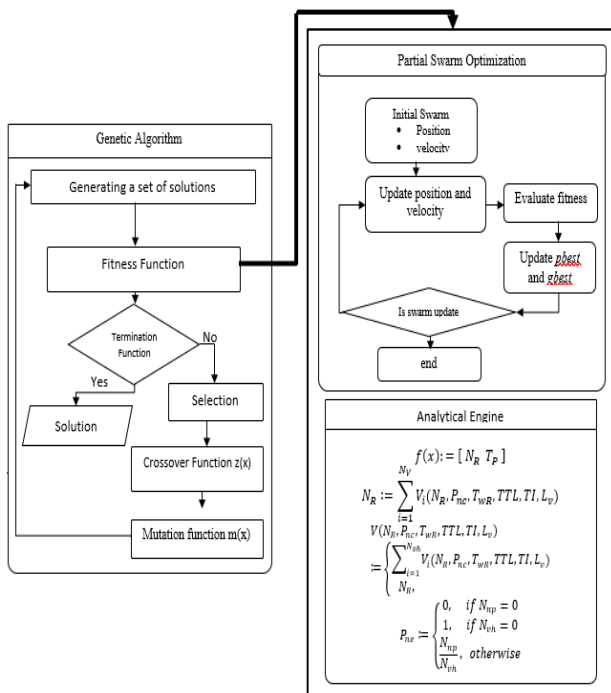 Genetic Algorithm
Generating a set of solutions
Fitness Function
Termination
Function
No
Yes
Selection
Solution
Crossover Function z(x)
Mutation function m(x)
Partial Swarm Optimization
Initial Swarm
• Position
• velocity
Update position and
velocity
Evaluate fitness
Update pbest
and gbest
Is swarm update
end
Analytical Engine
f(x):= [ N_R T_P ]
N_R := ∑_{i=1}^{N_V} V_i(N_R, P_nc, T_wR, TTL, TI, L_v)
V(N_R, P_nc, T_wR, TTL, TI, L_v)
:= { ∑_{i=1}^{N_vh} V_i(N_R, P_nc, T_wR, TTL, TI, L_v)
N_R,
P_ne := { 0, if N_np = 0
1, if N_vh = 0
N_np/N_vh, otherwise